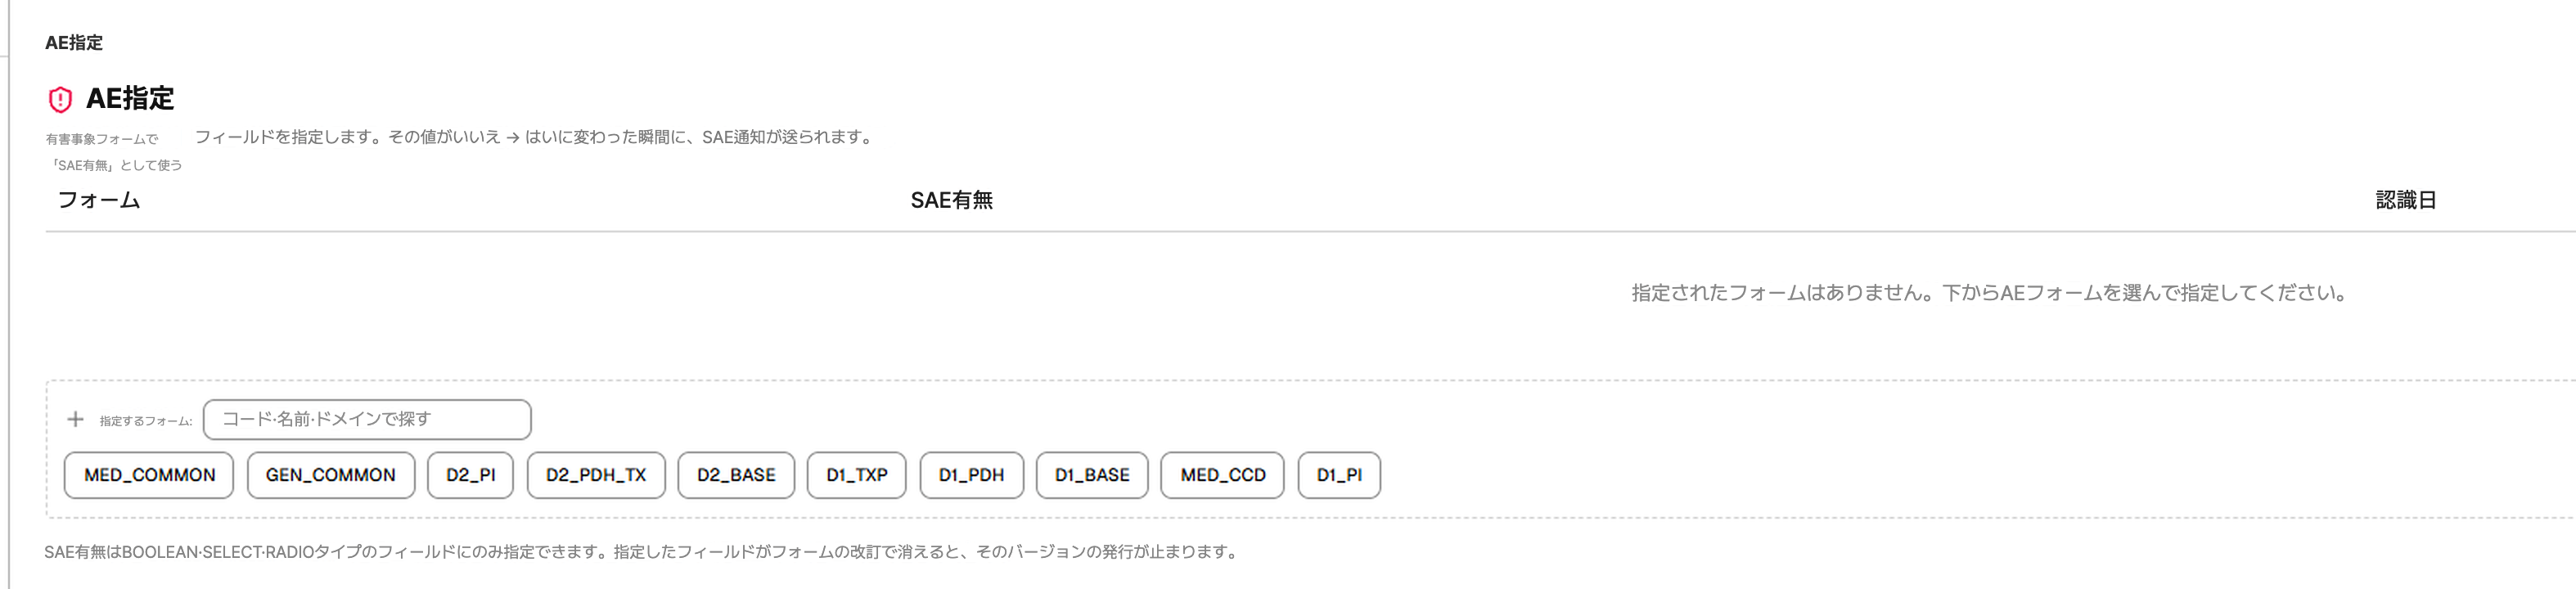 AE指定
AE指定
有害事象フォームで
「SAE有無」として使う
フィールドを指定します。その値がいいえ → はいに変わった瞬間に、SAE通知が送られます。
フォーム SAE有無 認識日
指定されたフォームはありません。下からAEフォームを選んで指定してください。
指定するフォーム: コード·名前·ドメインで探す
MED_COMMON GEN_COMMON D2_PI D2_PDH_TX D2_BASE D1_TXP D1_PDH D1_BASE MED_CCD D1_PI
SAE有無はBOOLEAN·SELECT·RADIOタイプのフィールドにのみ指定できます。指定したフィールドがフォームの改訂で消えると、そのバージョンの発行が止まります。